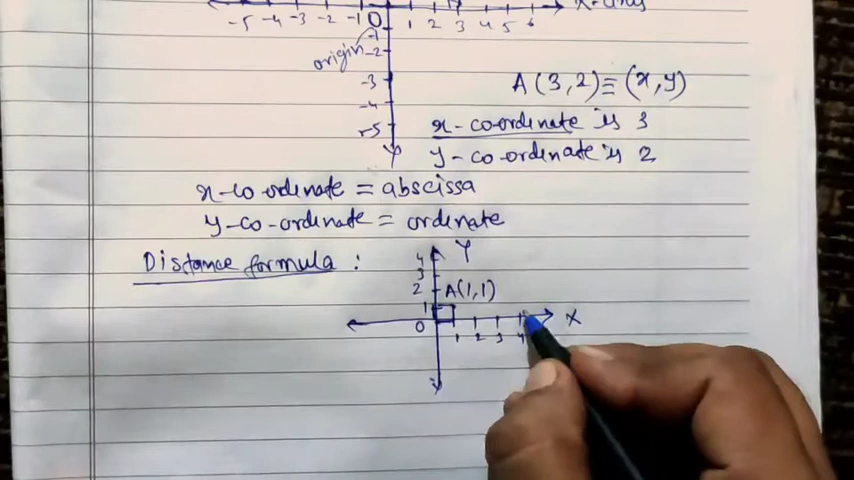 X-axis
-5 -4 -3 -2 -1 0 1 2 3 4 5 6
-1
origin -2
-3
A(3,2)≡(x,y)
-4
-5
x-co-ordinate is 3
Y
y-co-ordinate is 2
x-co-ordinate = abscissa
y-co-ordinate = ordinate
Distance formula :
Y
4
3
2 A(1,1)
1
0 1 2 3 4 X